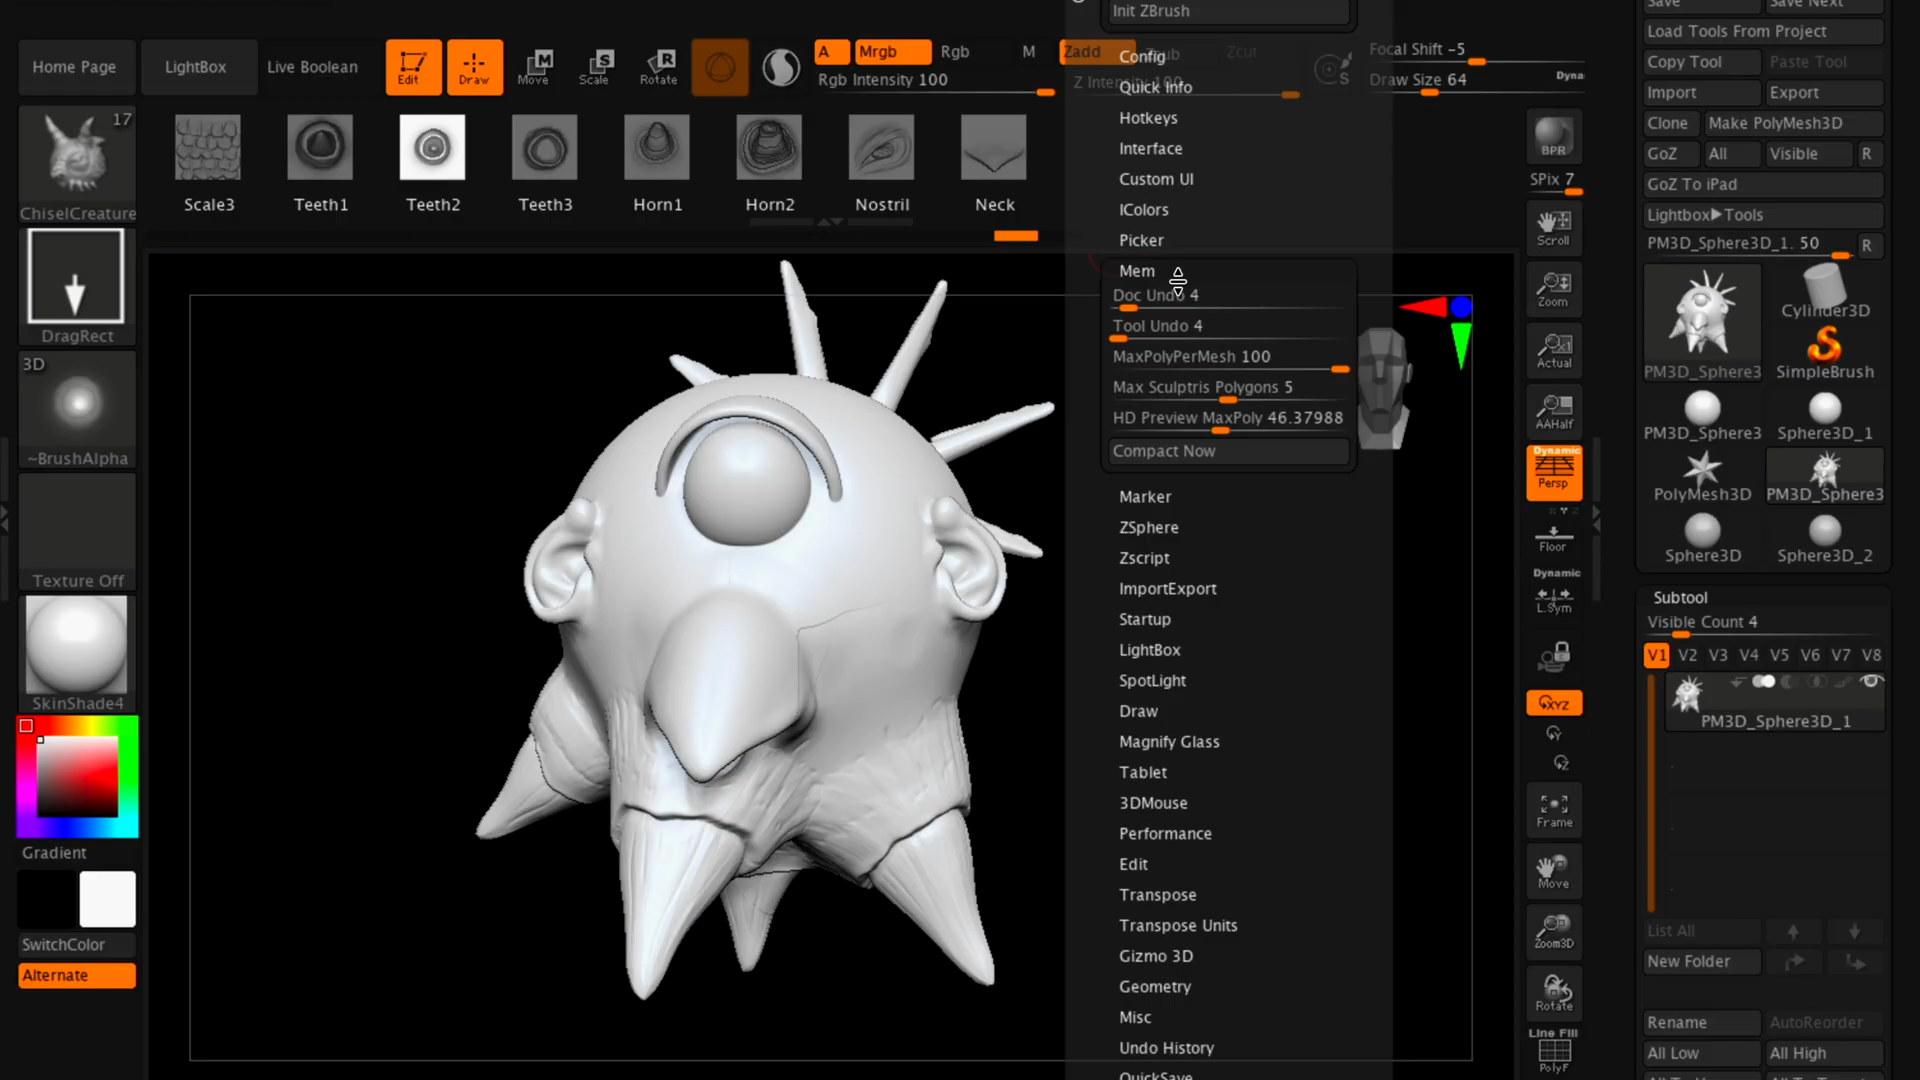 Init ZBrush
Save
Save Next
Home Page
LightBox
Live Boolean
Edit
Draw
Move
Scale
Rotate
A
Mrgb
Rgb
M
Zadd
Zsub
Zcut
Rgb Intensity 100
Z Intensity 100
S
Focal Shift -5
Draw Size 64
Dyna
Load Tools From Project
Copy Tool
Paste Tool
Import
Export
Clone
Make PolyMesh3D
GoZ
All
Visible
R
GoZ To iPad
Lightbox▶Tools
PM3D_Sphere3D_1. 50
R
17
ChiselCreature
Scale3
Teeth1
Teeth2
Teeth3
Horn1
Horn2
Nostril
Neck
DragRect
3D
~BrushAlpha
Texture Off
SkinShade4
Gradient
SwitchColor
Alternate
Config
Quick Info
Hotkeys
Interface
Custom UI
IColors
Picker
Mem
Doc Undo 4
Tool Undo 4
MaxPolyPerMesh 100
Max Sculptris Polygons 5
HD Preview MaxPoly 46.37988
Compact Now
Marker
ZSphere
Zscript
ImportExport
Startup
LightBox
SpotLight
Draw
Magnify Glass
Tablet
3DMouse
Performance
Edit
Transpose
Transpose Units
Gizmo 3D
Geometry
Misc
Undo History
QuickSave
BPR
SPix 7
Scroll
Zoom
Actual
AAHalf
Dynamic
Persp
Floor
Dynamic
L.Sym
XYZ
Frame
Move
Zoom3D
Rotate
Line Fill
PolyF
PM3D_Sphere3
Cylinder3D
SimpleBrush
PM3D_Sphere3
Sphere3D_1
PolyMesh3D
PM3D_Sphere3
Sphere3D
Sphere3D_2
Subtool
Visible Count 4
V1 V2 V3 V4 V5 V6 V7 V8
PM3D_Sphere3D_1
List All
New Folder
Rename
AutoReorder
All Low
All High